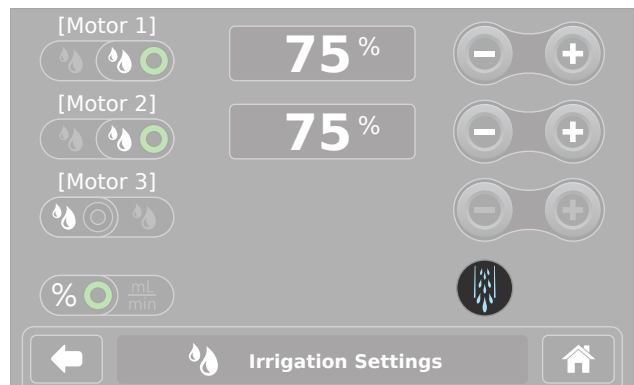 [Motor 1]
75 %
− +
[Motor 2]
75 %
− +
[Motor 3]
− +
% mL
min
Irrigation Settings